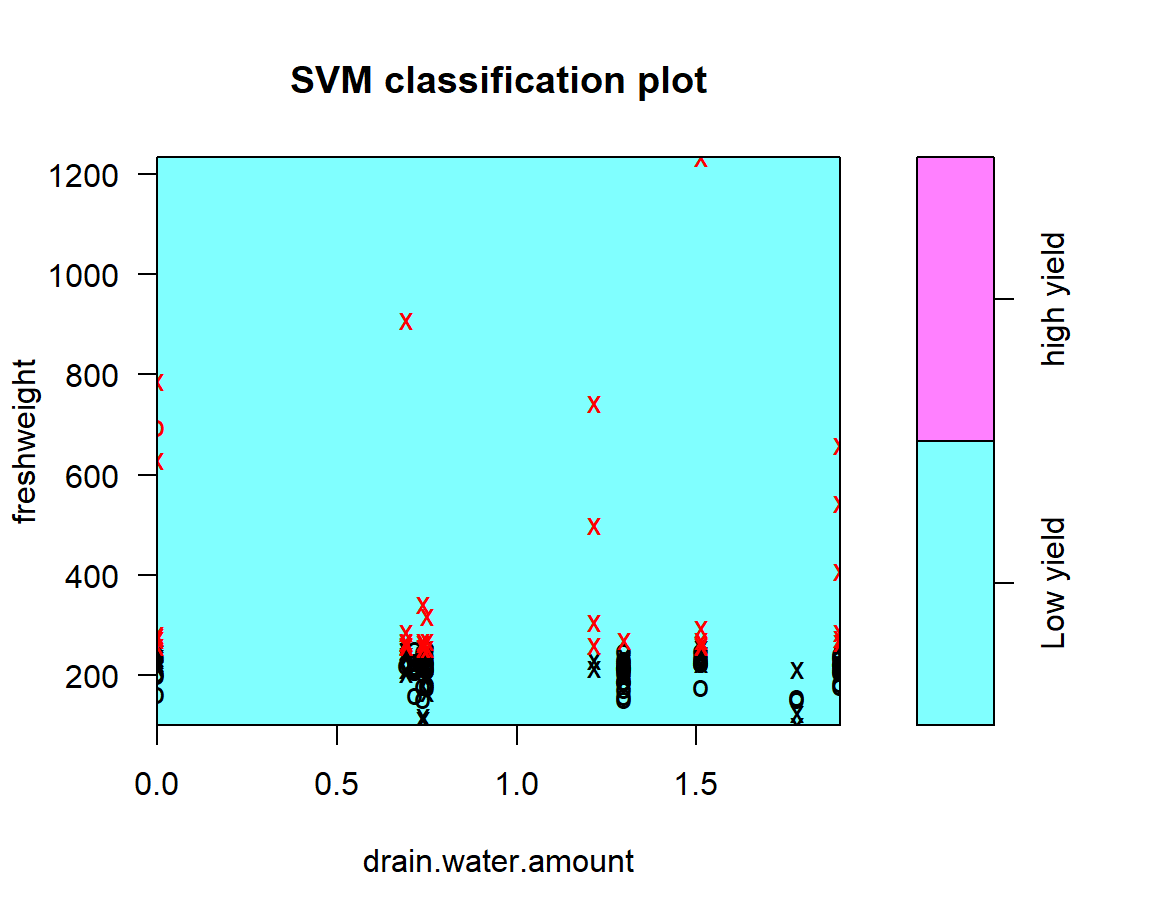 SVM classification plot
1200
1000
800
600
400
200
freshweight
0.0 0.5 1.0 1.5
drain.water.amount
high yield
Low yield